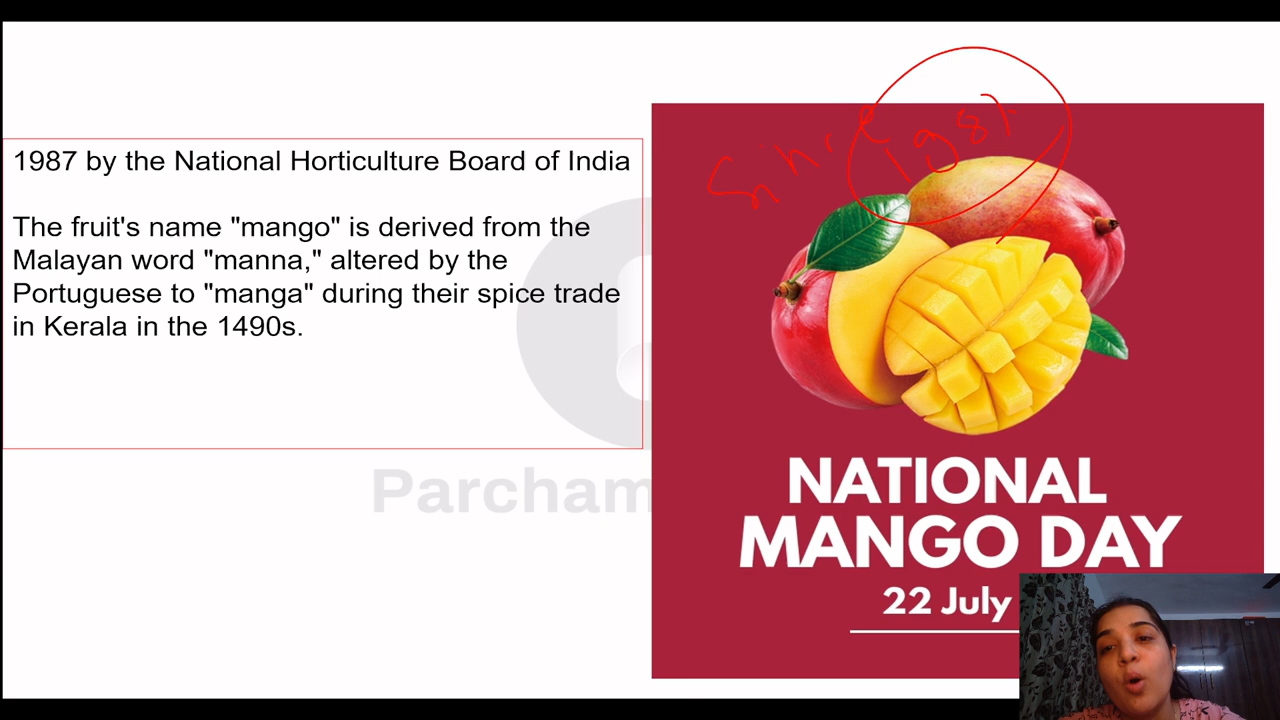 1987 by the National Horticulture Board of India
The fruit's name "mango" is derived from the
Malayan word "manna," altered by the
Portuguese to "manga" during their spice trade
in Kerala in the 1490s.
Parcham
Since 1987
NATIONAL
MANGO DAY
22 July